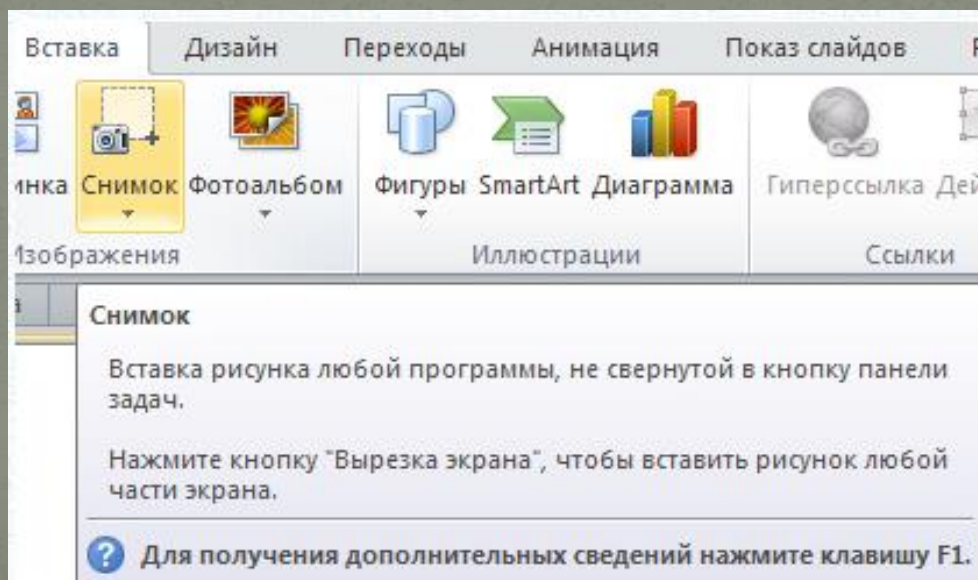 Вставка Дизайн Переходы Анимация Показ слайдов
Снимок Фотоальбом Фигуры SmartArt Диаграмма Гиперссылка
Изображения Иллюстрации Ссылки
Снимок
Вставка рисунка любой программы, не свернутой в кнопку панели
задач.
Нажмите кнопку "Вырезка экрана", чтобы вставить рисунок любой
части экрана.
Для получения дополнительных сведений нажмите клавишу F1.